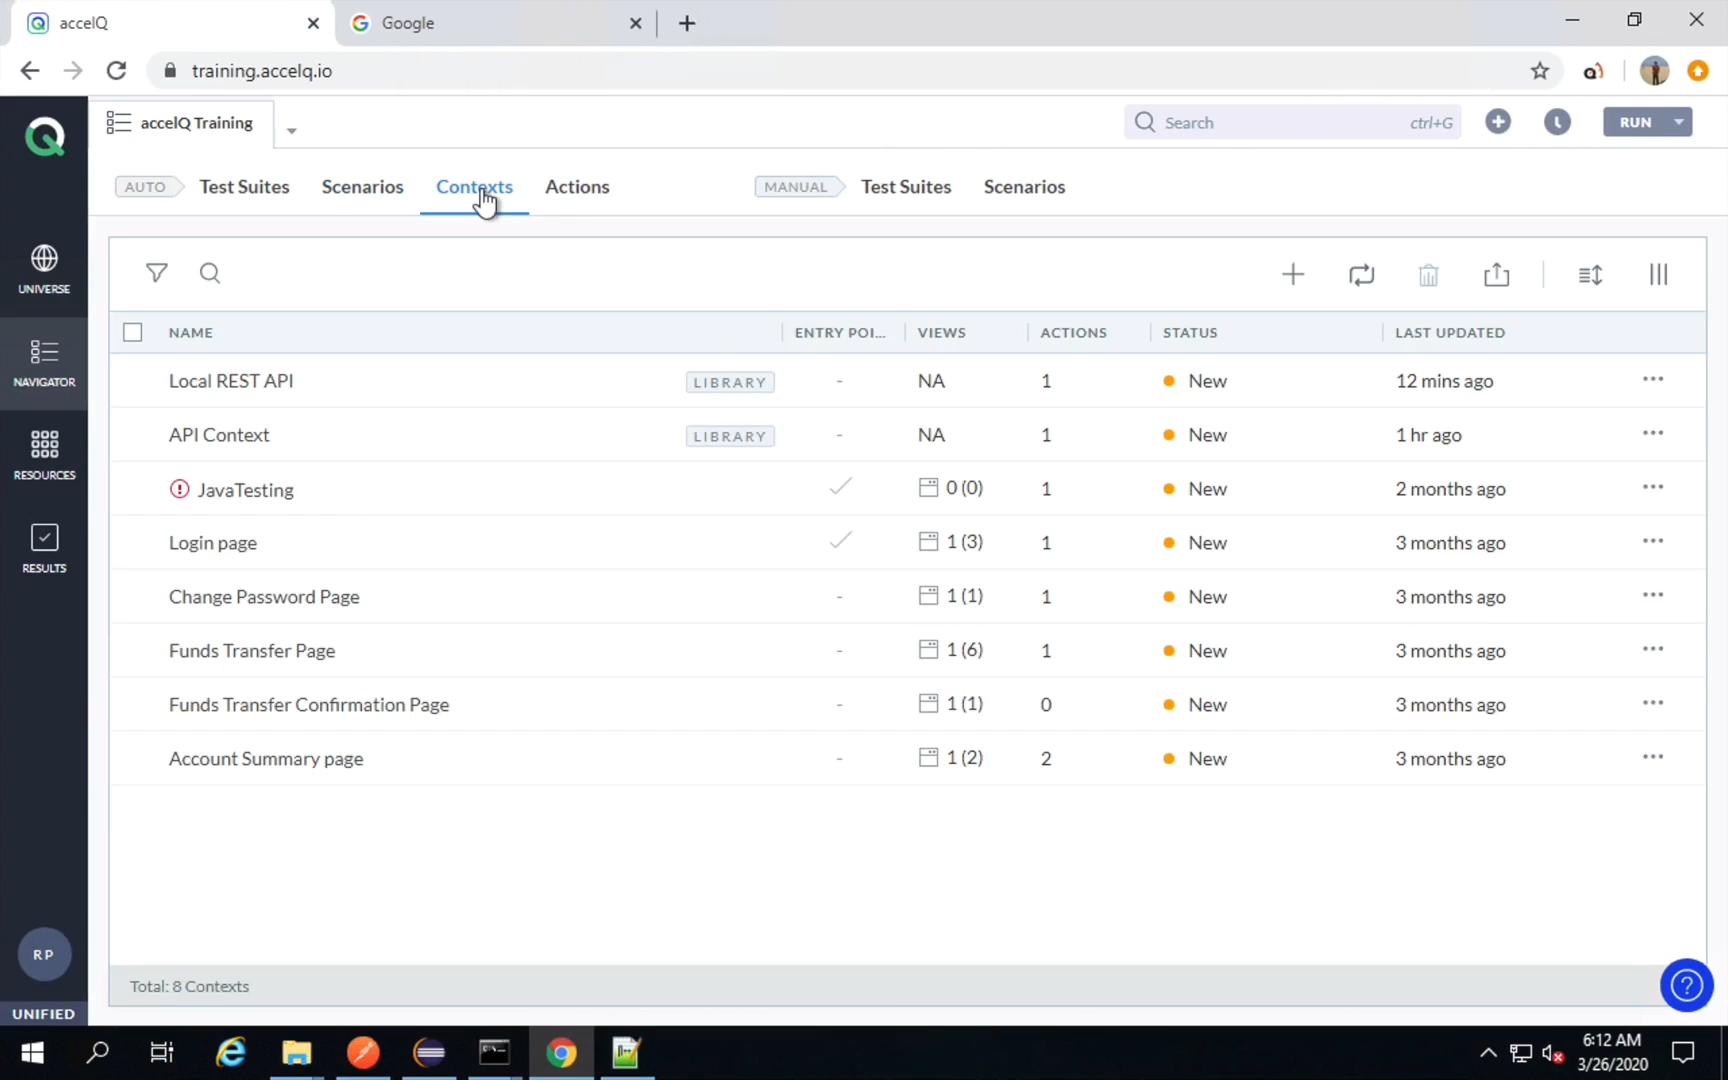 accelQ
Google
training.accelq.io
accelQ Training
Search
ctrl+G
RUN
AUTO
Test Suites
Scenarios
Contexts
Actions
MANUAL
Test Suites
Scenarios
UNIVERSE
NAVIGATOR
RESOURCES
RESULTS
RP
UNIFIED
NAME ENTRY POI... VIEWS ACTIONS STATUS LAST UPDATED
Local REST API LIBRARY - NA 1 New 12 mins ago
API Context LIBRARY - NA 1 New 1 hr ago
JavaTesting 0 (0) 1 New 2 months ago
Login page 1 (3) 1 New 3 months ago
Change Password Page - 1 (1) 1 New 3 months ago
Funds Transfer Page - 1 (6) 1 New 3 months ago
Funds Transfer Confirmation Page - 1 (1) 0 New 3 months ago
Account Summary page - 1 (2) 2 New 3 months ago
Total: 8 Contexts
6:12 AM
3/26/2020